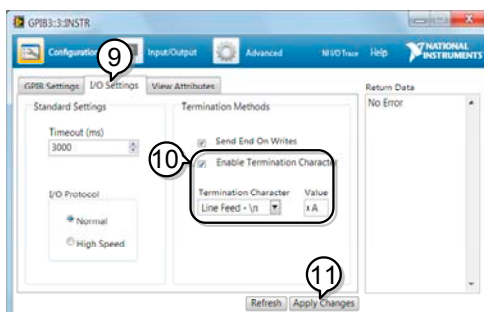 GPIB3::3::INSTR
Configuration Input/Output Advanced NI I/O Trace Help NATIONAL INSTRUMENTS
9
GPIB Settings I/O Settings View Attributes
Return Data
No Error
Standard Settings
Timeout (ms)
3000
I/O Protocol
Normal
High Speed
Termination Methods
Send End On Writes
10
Enable Termination Character
Termination Character Value
Line Feed - \n xA
11
Refresh Apply Changes